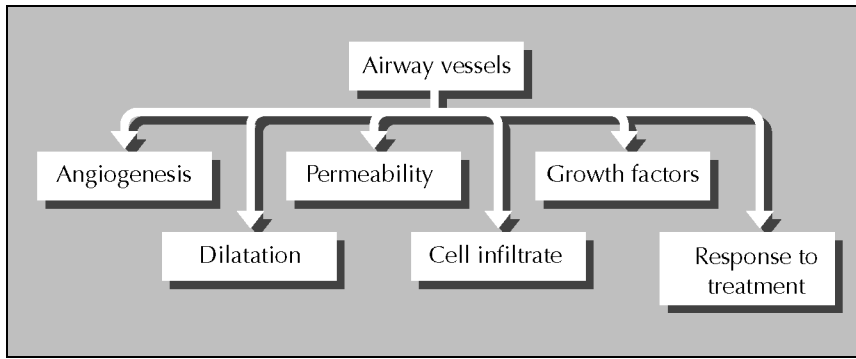 Airway vessels
Angiogenesis
Permeability
Growth factors
Dilatation
Cell infiltrate
Response to
treatment